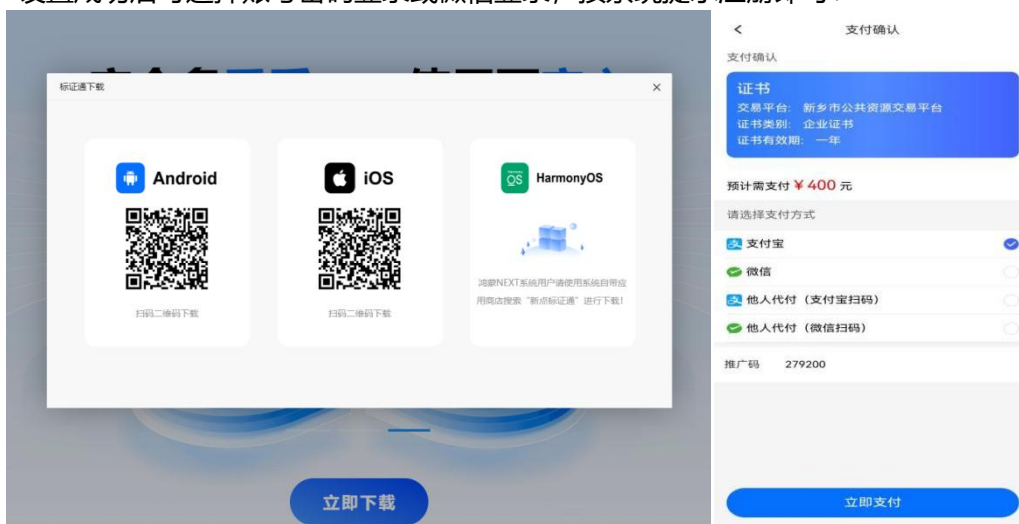 标证通下载
Android
iOS
HarmonyOS
扫码二维码下载
扫码二维码下载
鸿蒙NEXT系统用户请使用系统自带应
用商店搜索“新点标证通”进行下载!
立即下载
支付确认
支付确认
证书
交易平台: 新乡市公共资源交易平台
证书类别: 企业证书
证书有效期: 一年
预计需支付 ¥ 400 元
请选择支付方式
支付宝
微信
他人代付（支付宝扫码）
他人代付（微信扫码）
推广码 279200
立即支付